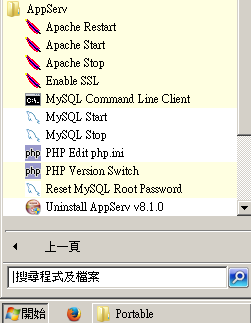 AppServ
Apache Restart
Apache Start
Apache Stop
Enable SSL
MySQL Command Line Client
MySQL Start
MySQL Stop
php PHP Edit php.ini
php PHP Version Switch
Reset MySQL Root Password
Uninstall AppServ v8.1.0
上一頁
搜尋程式及檔案
開始 Portable